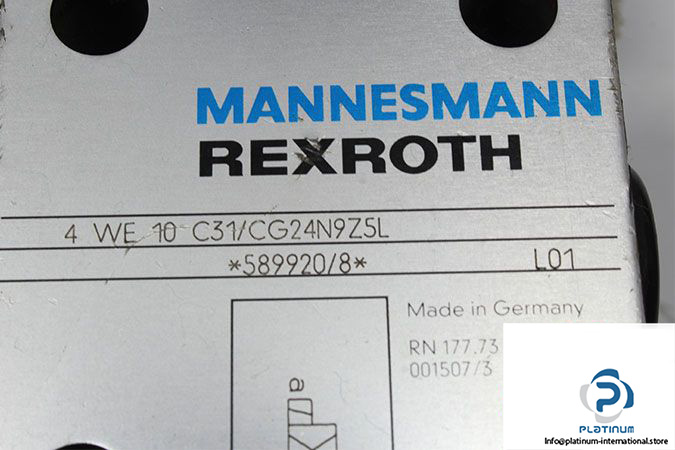 MANNESMANN
REXROTH
4 WE 10 C31/CG24N9Z5L
*589920/8* L01
Made in Germany
RN 177.73
001507/3
a
PLATINUM
Info@platinum-international.store